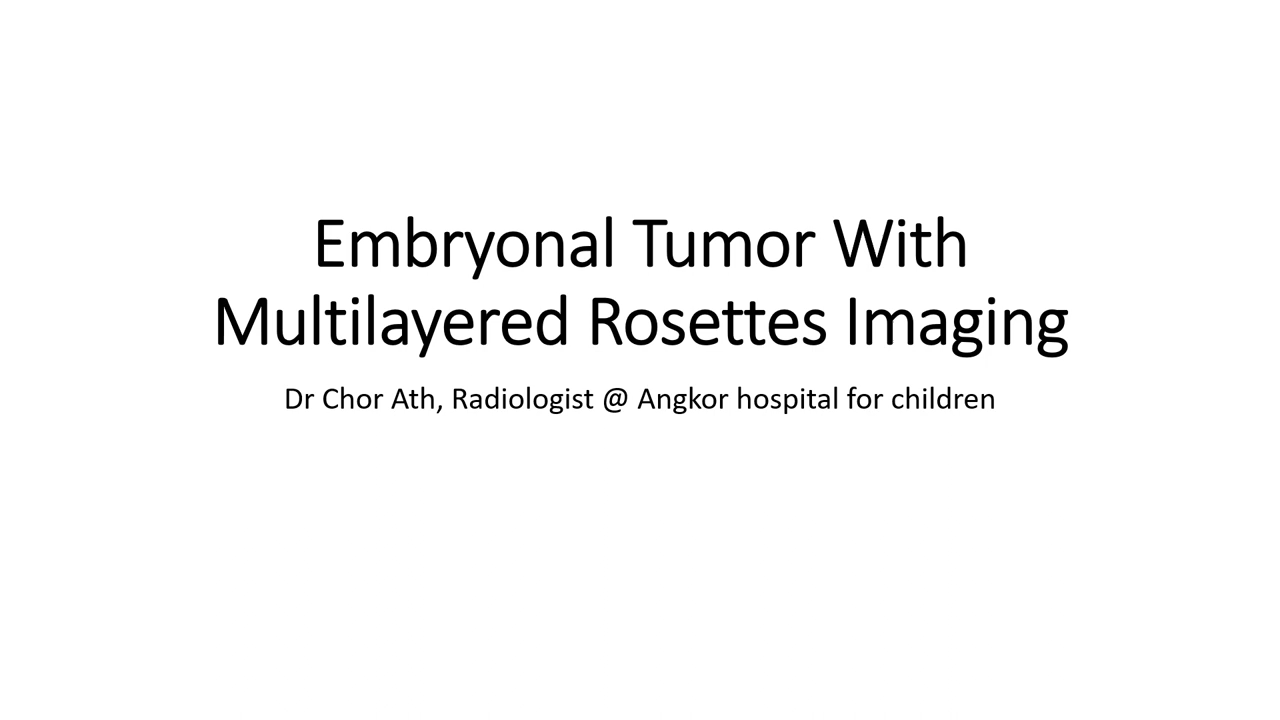 Embryonal Tumor With
Multilayered Rosettes Imaging
Dr Chor Ath, Radiologist @ Angkor hospital for children